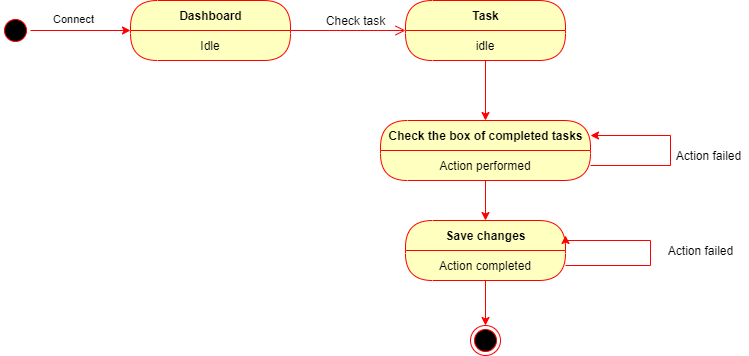 Connect
Dashboard
Idle
Check task
Task
idle
Check the box of completed tasks
Action performed
Action failed
Save changes
Action completed
Action failed